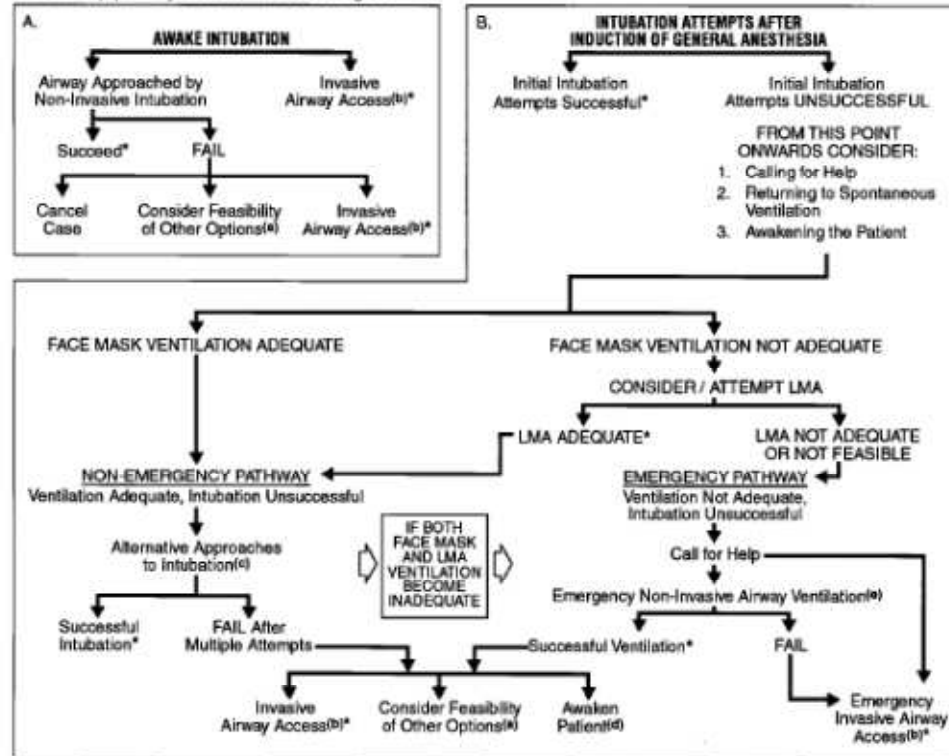 A.
AWAKE INTUBATION
Airway Approached by
Non-Invasive Intubation
Invasive
Airway Access(b)*
Succeed*
FAIL
Cancel
Case
Consider Feasibility
of Other Options(a)
Invasive
Airway Access(b)*
B.
INTUBATION ATTEMPTS AFTER
INDUCTION OF GENERAL ANESTHESIA
Initial Intubation
Attempts Successful*
Initial Intubation
Attempts UNSUCCESSFUL
FROM THIS POINT
ONWARDS CONSIDER:
1. Calling for Help
2. Returning to Spontaneous
Ventilation
3. Awakening the Patient
FACE MASK VENTILATION ADEQUATE
FACE MASK VENTILATION NOT ADEQUATE
CONSIDER / ATTEMPT LMA
LMA ADEQUATE*
LMA NOT ADEQUATE
OR NOT FEASIBLE
NON-EMERGENCY PATHWAY
Ventilation Adequate, Intubation Unsuccessful
EMERGENCY PATHWAY
Ventilation Not Adequate,
Intubation Unsuccessful
Alternative Approaches
to Intubation(c)
IF BOTH
FACE MASK
AND LMA
VENTILATION
BECOME
INADEQUATE
Call for Help
Emergency Non-Invasive Airway Ventilation(e)
Successful
Intubation*
FAIL After
Multiple Attempts
Successful Ventilation*
FAIL
Invasive
Airway Access(b)*
Consider Feasibility
of Other Options(a)
Awaken
Patient(d)
Emergency
Invasive Airway
Access(b)*